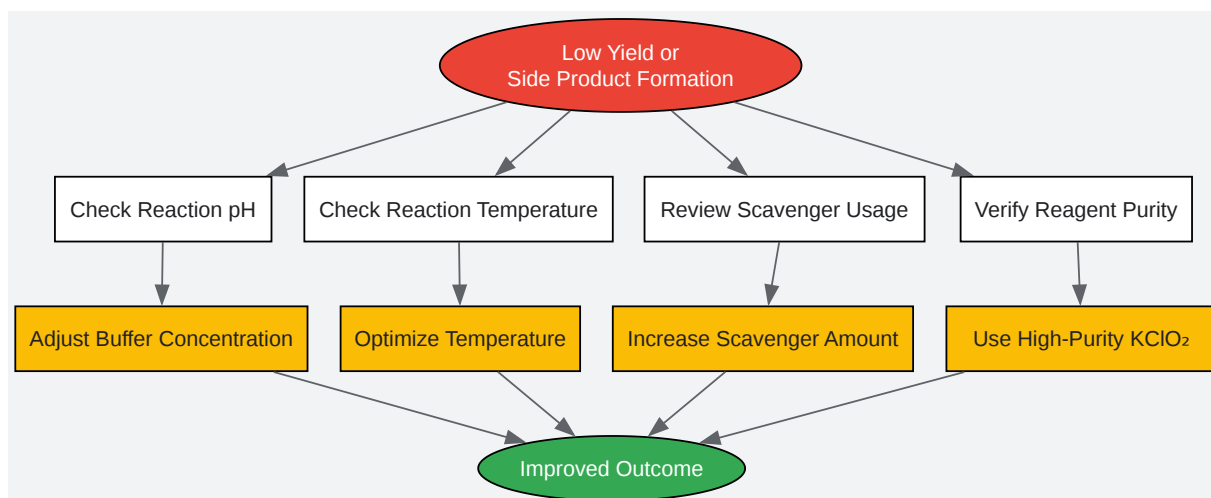 Low Yield or
Side Product Formation
Check Reaction pH
Check Reaction Temperature
Review Scavenger Usage
Verify Reagent Purity
Adjust Buffer Concentration
Optimize Temperature
Increase Scavenger Amount
Use High-Purity KClO₂
Improved Outcome